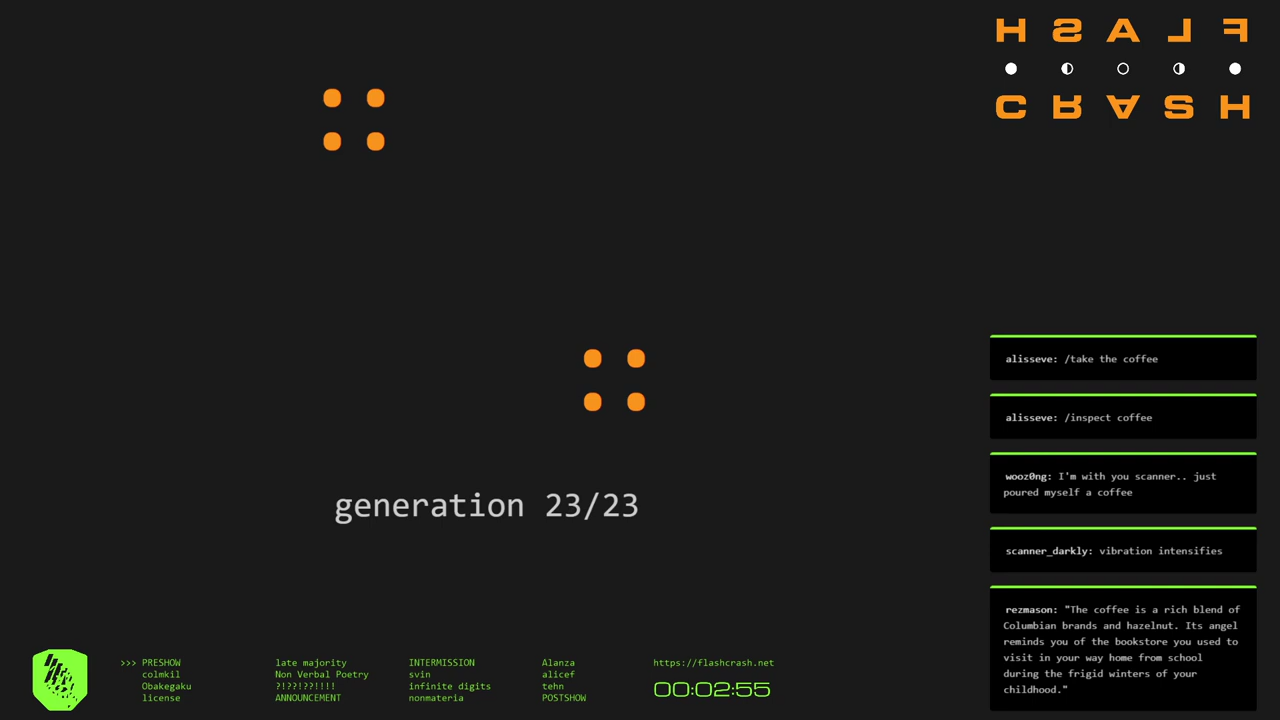 FLASH
CRASH
alisseve: /take the coffee
alisseve: /inspect coffee
wooz0ng: I'm with you scanner.. just
poured myself a coffee
scanner_darkly: vibration intensifies
rezmason: "The coffee is a rich blend of
Columbian brands and hazelnut. Its angel
reminds you of the bookstore you used to
visit in your way home from school
during the frigid winters of your
childhood."
generation 23/23
>>> PRESHOW
colmkil
Obakegaku
license
late majority
Non Verbal Poetry
?!??!??!!!!
ANNOUNCEMENT
INTERMISSION
svin
infinite digits
nonmateria
Alanza
alicef
tehn
POSTSHOW
https://flashcrash.net
00:02:55